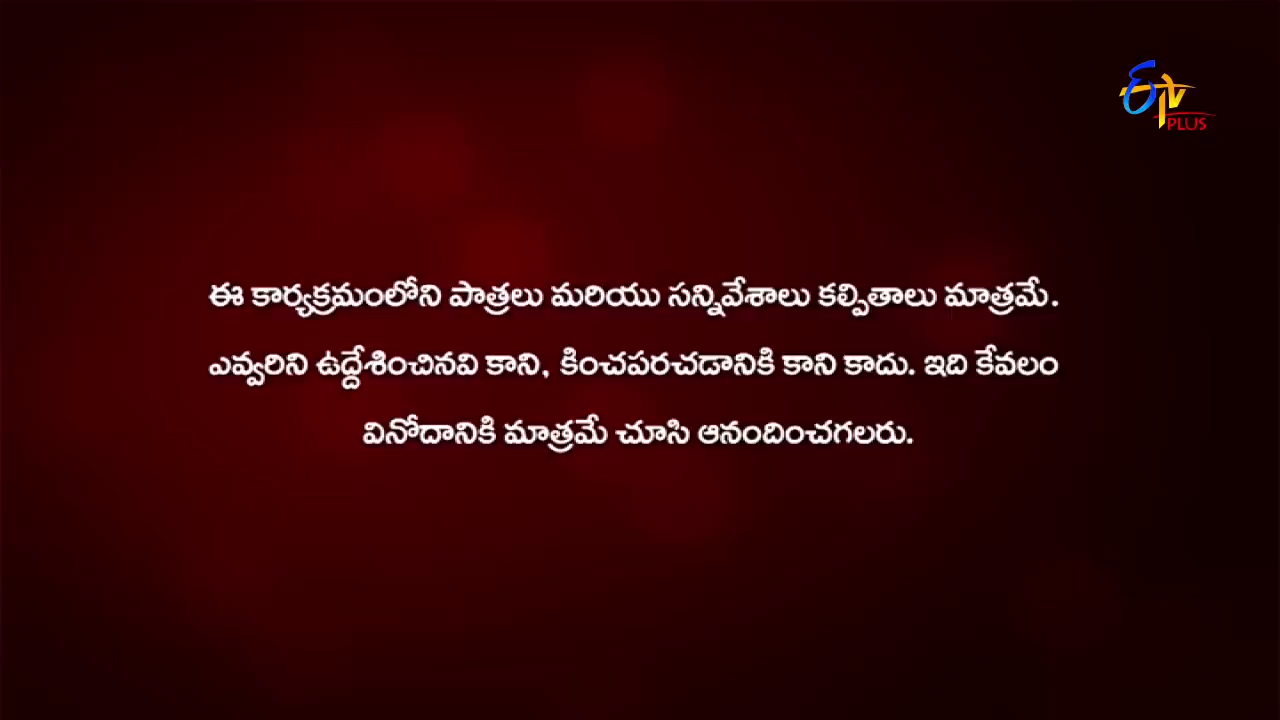 ETV
PLUS
ఈ కార్యక్రమంలోని పాత్రలు మరియు సన్నివేశాలు కల్పితాలు మాత్రమే.
ఎవ్వరిని ఉద్దేశించినవి కాని, కించపరచడానికి కాని కాదు. ఇది కేవలం
వినోదానికి మాత్రమే చూసి ఆనందించగలరు.